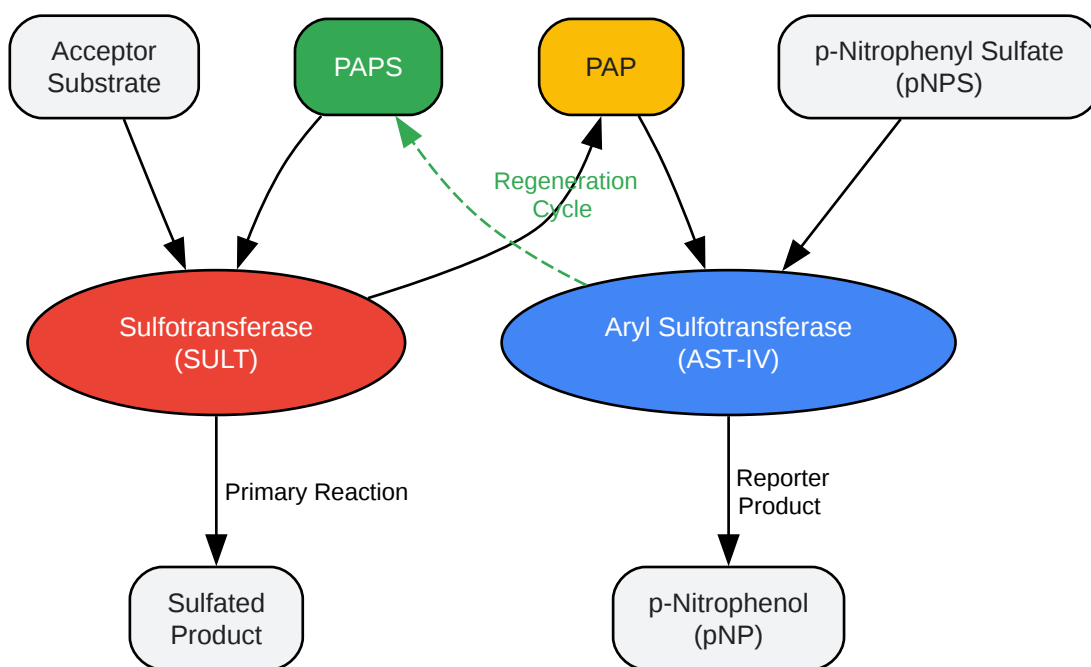 Acceptor
Substrate
PAPS
PAP
p-Nitrophenyl Sulfate
(pNPS)
Regeneration
Cycle
Sulfotransferase
(SULT)
Aryl Sulfotransferase
(AST-IV)
Primary Reaction
Reporter
Product
Sulfated
Product
p-Nitrophenol
(pNP)